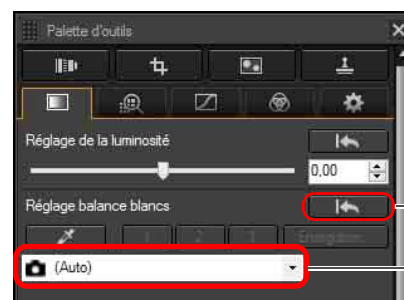 Palette d'outils
Réglage de la luminosité
0,00
Réglage balance blancs
1 2 3 Enregistrer
(Auto)